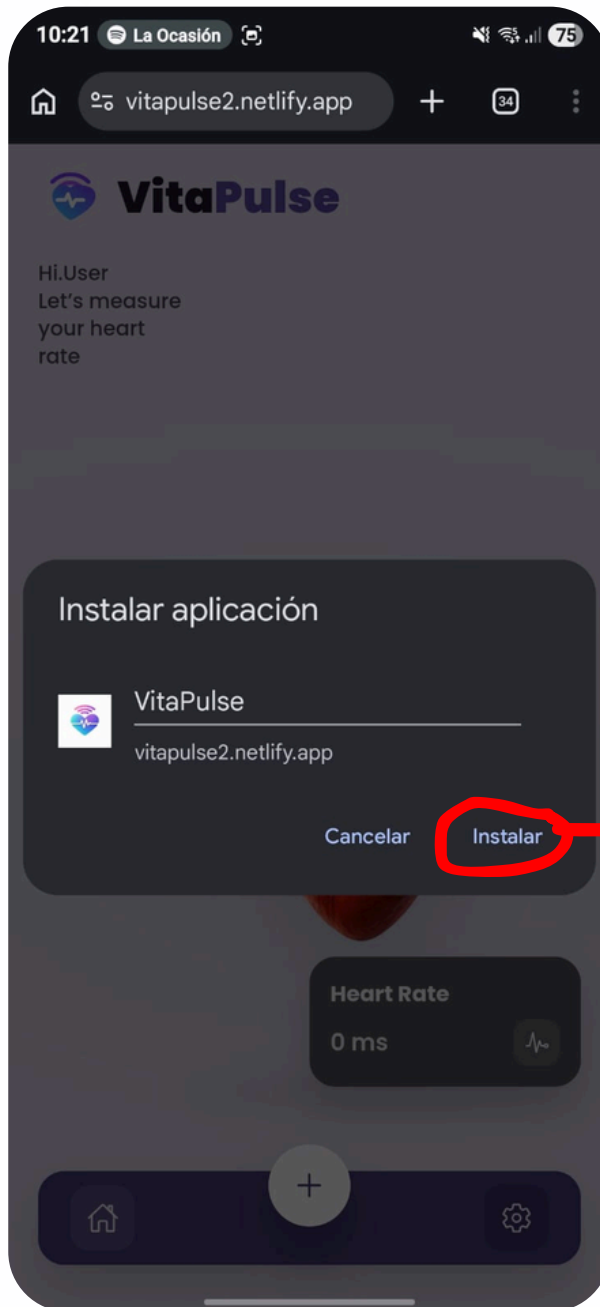 10:21 La Ocasión 75
vitapulse2.netlify.app 34
VitaPulse
Hi.User
Let's measure
your heart
rate
Instalar aplicación
VitaPulse
vitapulse2.netlify.app
Cancelar Instalar
Heart Rate
0 ms